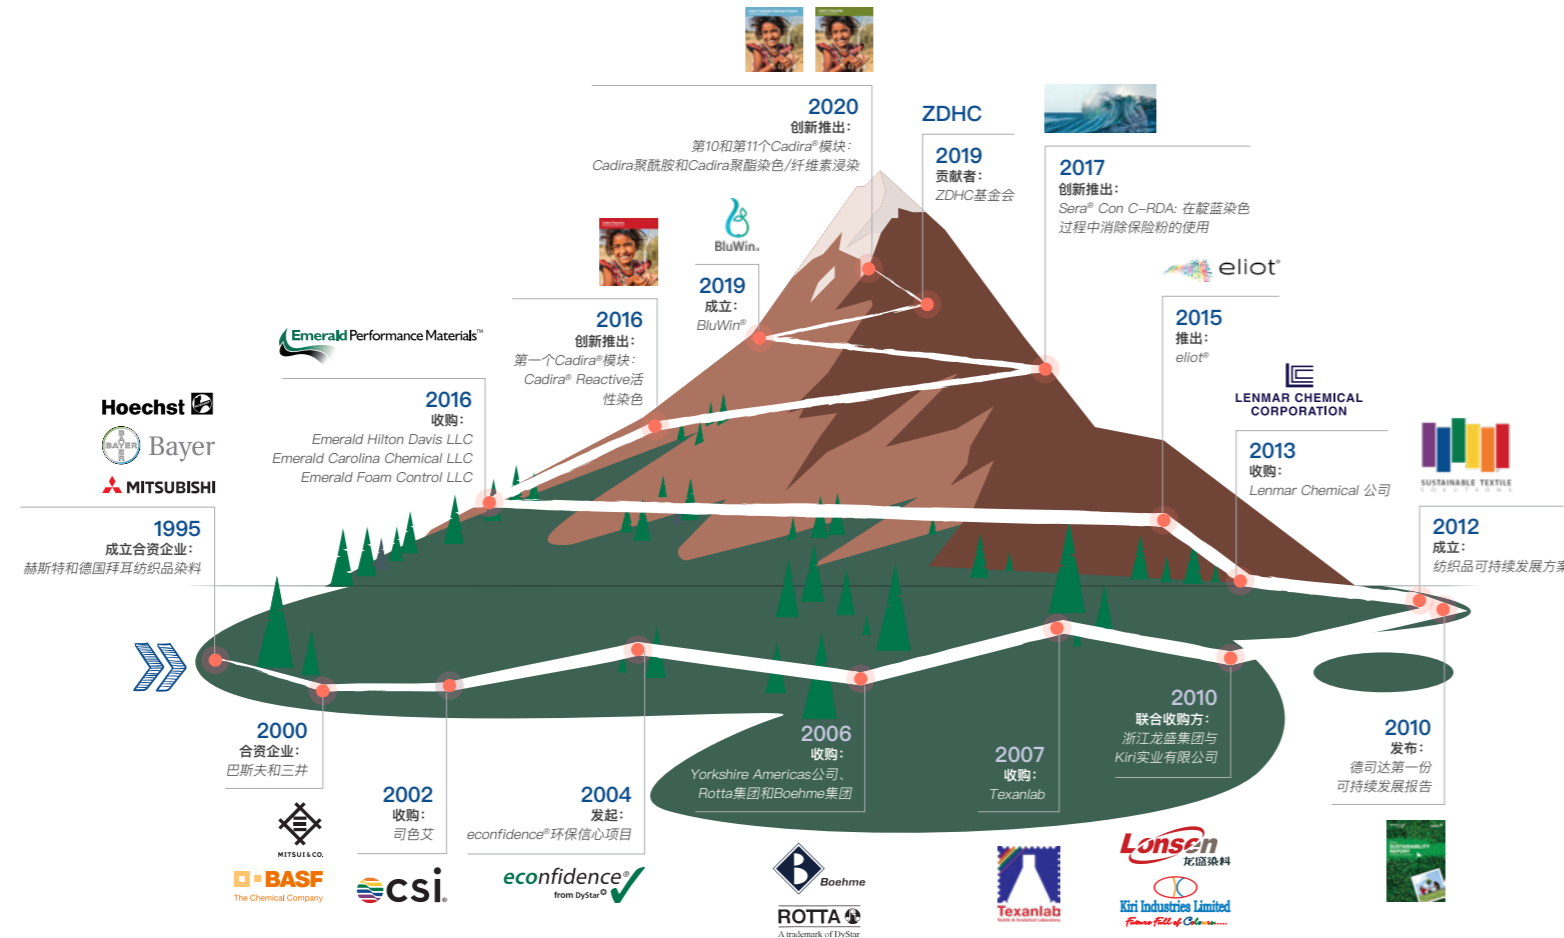 2020
创新推出：
第10和第11个Cadira®模块：
Cadira聚酰胺和Cadira聚酯染色/纤维素浸染
ZDHC
2019
贡献者：
ZDHC基金会
2017
创新推出：
Sera® Con C-RDA: 在靛蓝染色
过程中消除保险粉的使用
BluWin®
2019
成立：
BluWin®
eliot®
2015
推出：
eliot®
2016
创新推出：
第一个Cadira®模块：
Cadira® Reactive活
性染色
Emerald Performance Materials™
2016
收购：
Emerald Hilton Davis LLC
Emerald Carolina Chemical LLC
Emerald Foam Control LLC
LENMAR CHEMICAL
CORPORATION
2013
收购：
Lenmar Chemical 公司
SUSTAINABLE TEXTILE
SOLUTIONS
2012
成立：
纺织品可持续发展方案
Hoechst
BAYER
Bayer
MITSUBISHI
1995
成立合资企业：
赫斯特和德国拜耳纺织品染料
2000
合资企业：
巴斯夫和三井
MITSUI & CO.
BASF
The Chemical Company
2002
收购：
司色艾
csi
2004
发起：
econfidence®环保信心项目
econfidence®
from DyStar
2006
收购：
Yorkshire Americas公司、
Rotta集团和Boehme集团
B
Boehme
ROTTA
A trademark of DyStar
2007
收购：
Texanlab
Texanlab
2010
联合收购方：
浙江龙盛集团与
Kiri实业有限公司
Lonsen
龙盛染料
Kiri Industries Limited
Future Full of Colours.....
2010
发布：
德司达第一份
可持续发展报告
SUSTAINABILITY
REPORT